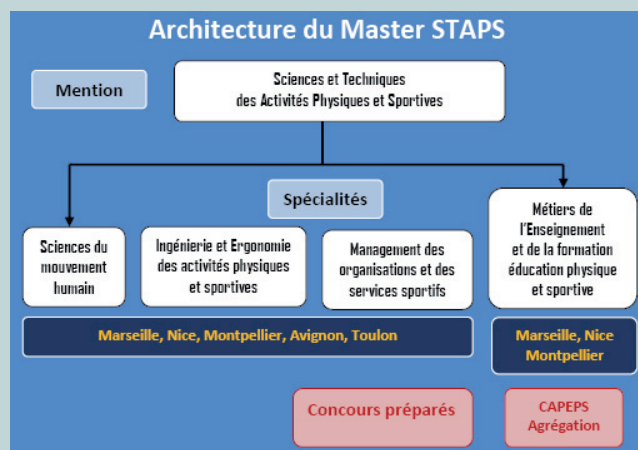 Architecture du Master STAPS
Mention
Sciences et Techniques
des Activités Physiques et Sportives
Spécialités
Sciences du
mouvement
humain
Ingénierie et Ergonomie
des activités physiques
et sportives
Management des
organisations et des
services sportifs
Métiers de
l'Enseignement
et de la formation
éducation physique
et sportive
Marseille, Nice, Montpellier, Avignon, Toulon
Marseille, Nice
Montpellier
Concours préparés
CAPEPS
Agrégation